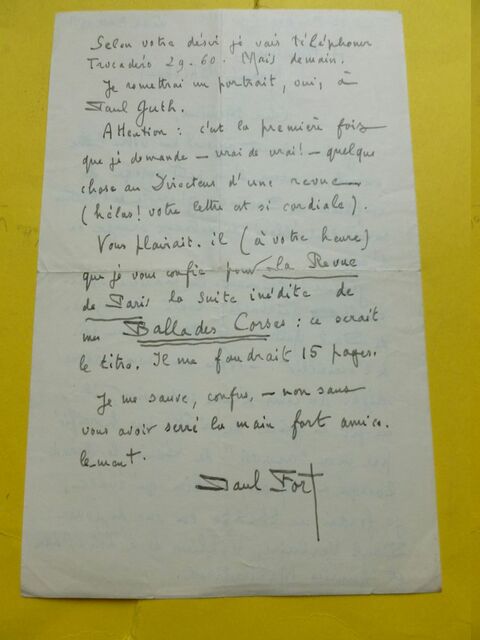 Selon votre désir je vais téléphoner
Trocadéro 29-60. Mais demain.
Je remettrai un portrait, oui, à
Paul Guth.
Attention : c'est la première fois
que je demande – vrai de vrai! – quelque
chose au Directeur d'une revue
(hélas! votre lettre est si cordiale).
Vous plairait-il (à votre heure)
que je vous confie pour la Revue
de Paris la suite inédite de
mes Ballades Corses : ce serait
le titre. Il me faudrait 15 pages.
Je me sauve, confus, – non sans
vous avoir serré la main fort amica-
lement.
Paul Fort